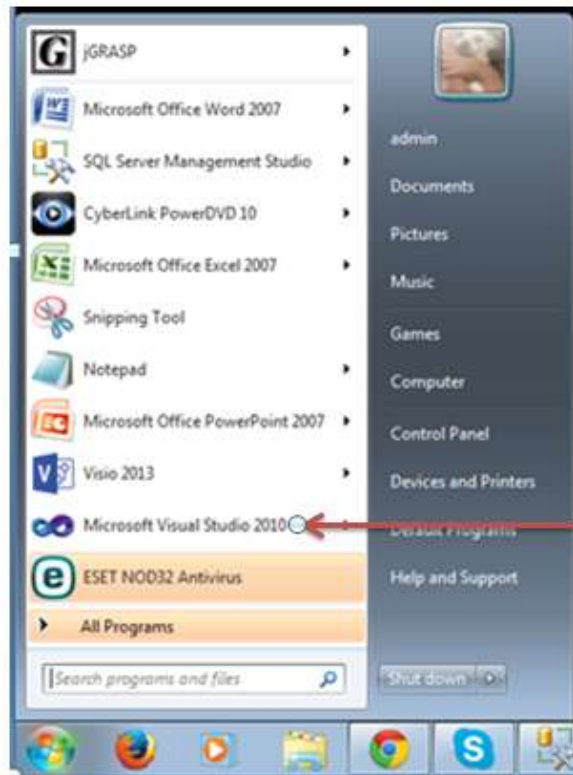 jGRASP
Microsoft Office Word 2007
SQL Server Management Studio
CyberLink PowerDVD 10
Microsoft Office Excel 2007
Snipping Tool
Notepad
Microsoft Office PowerPoint 2007
Visio 2013
Microsoft Visual Studio 2010
ESET NOD32 Antivirus
All Programs
Search programs and files
admin
Documents
Pictures
Music
Games
Computer
Control Panel
Devices and Printers
Default Programs
Help and Support
Shut down